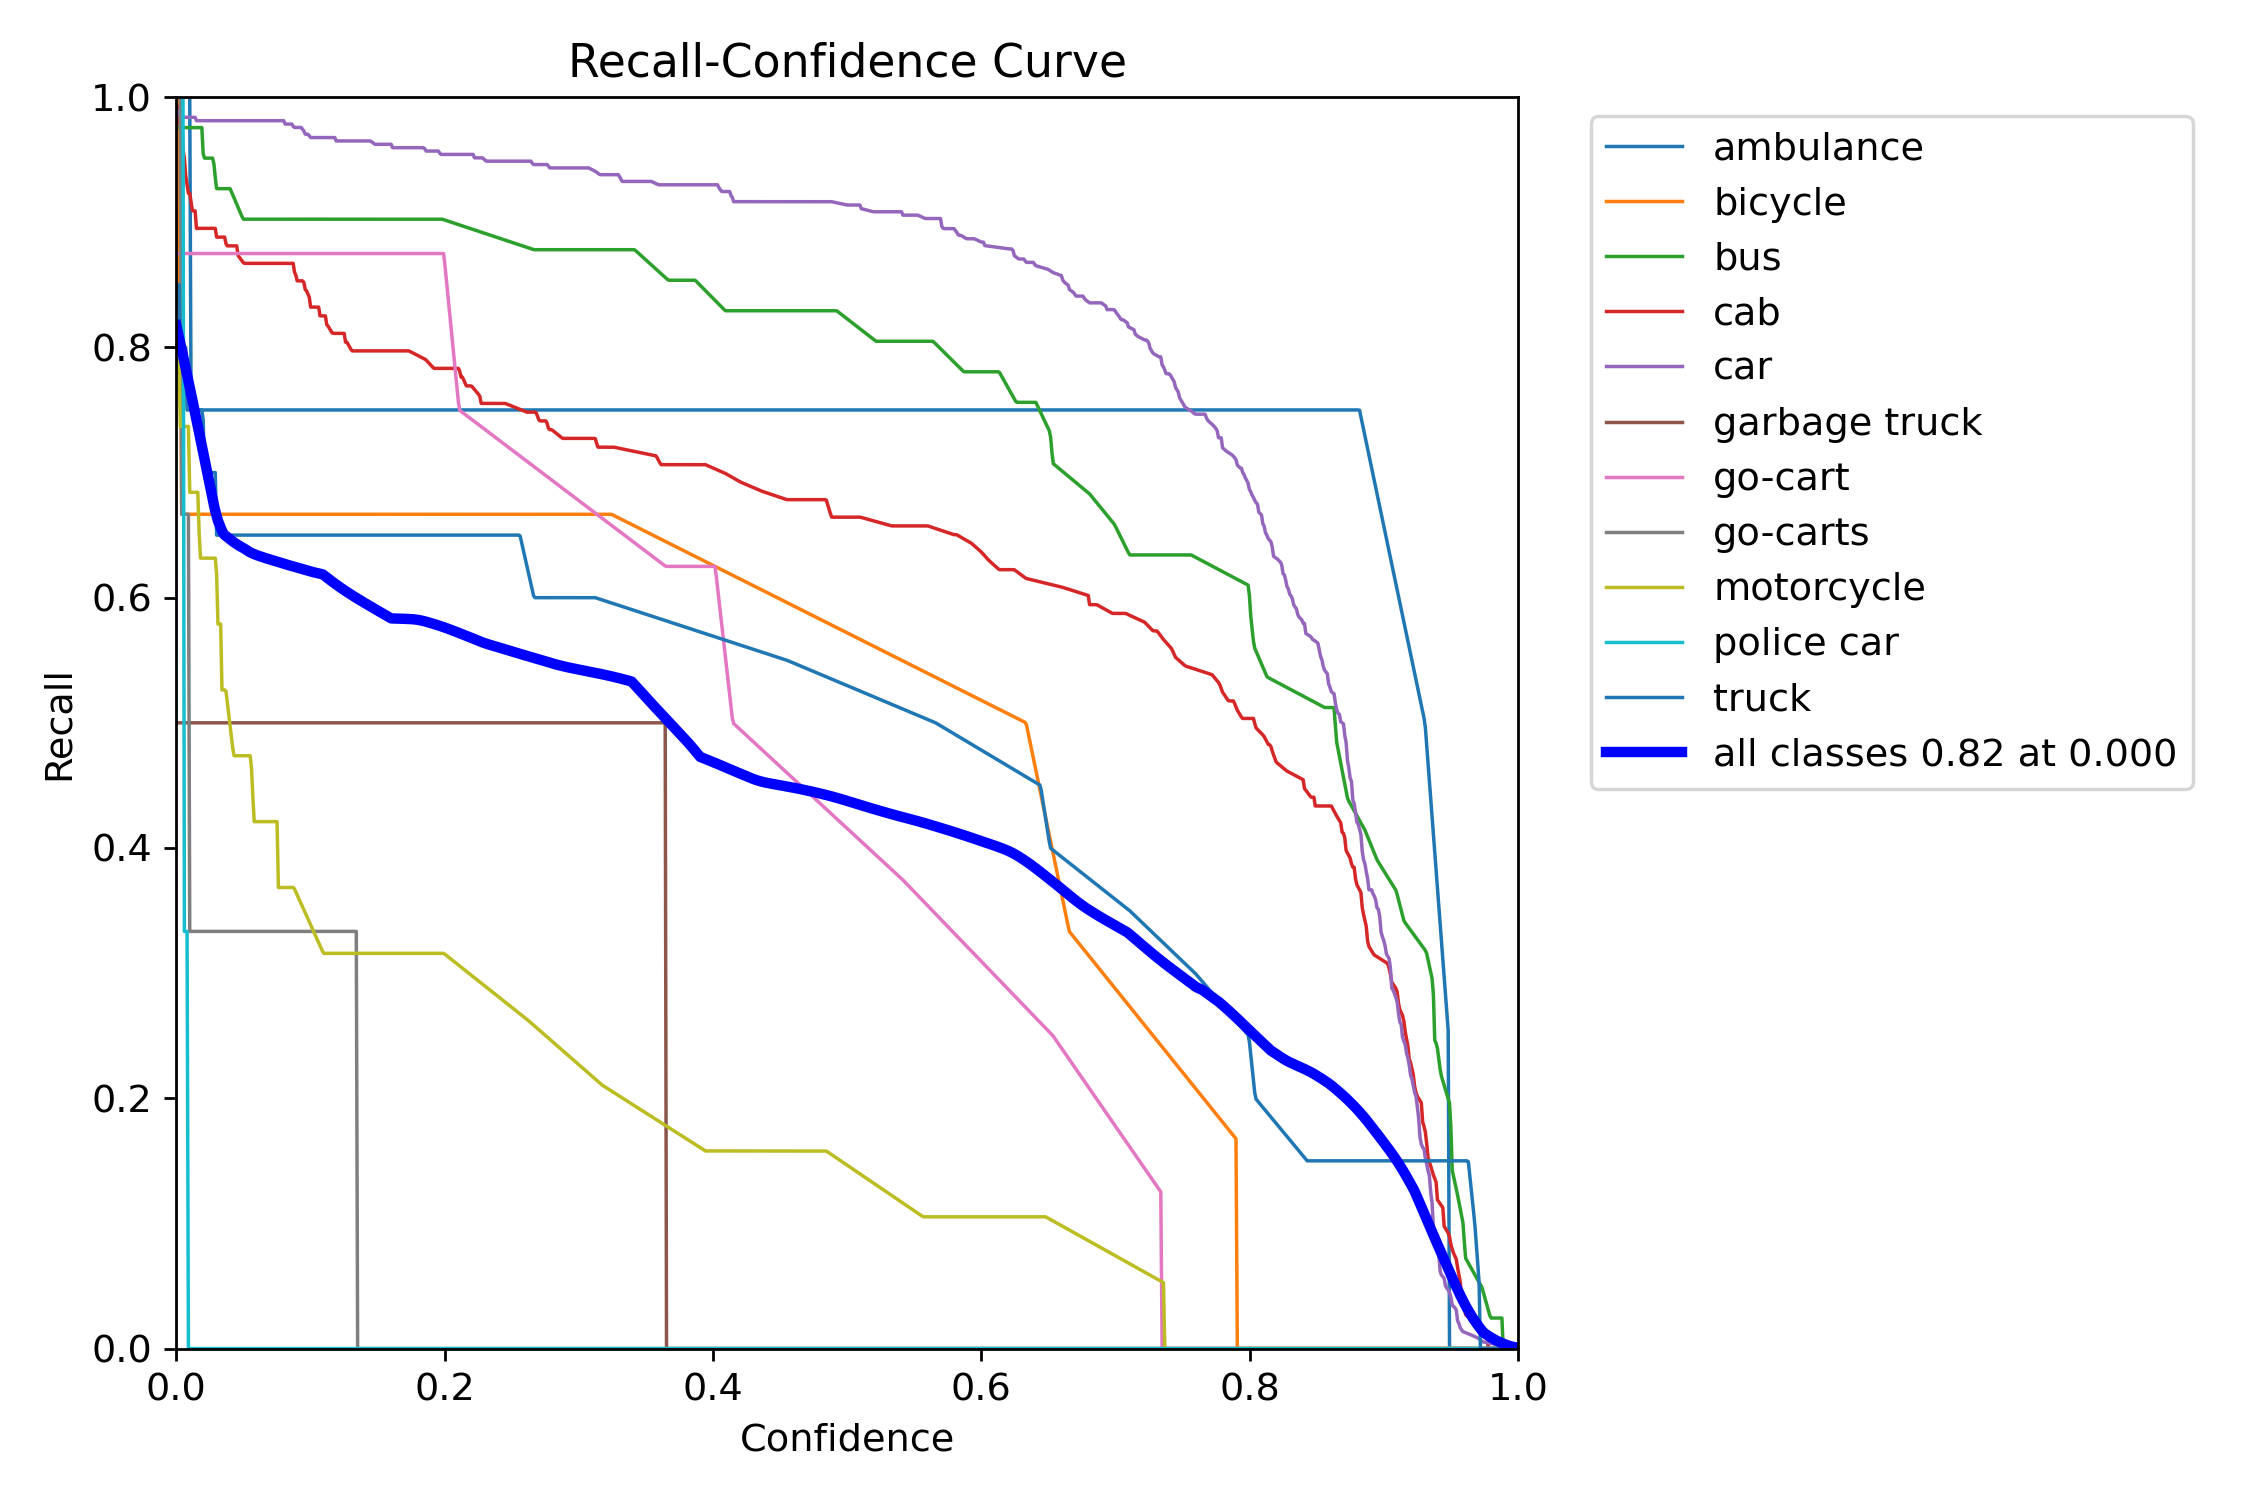 Recall-Confidence Curve
1.0
0.8
0.6
0.4
0.2
0.0
Recall
0.0 0.2 0.4 0.6 0.8 1.0
Confidence
ambulance
bicycle
bus
cab
car
garbage truck
go-cart
go-carts
motorcycle
police car
truck
all classes 0.82 at 0.000